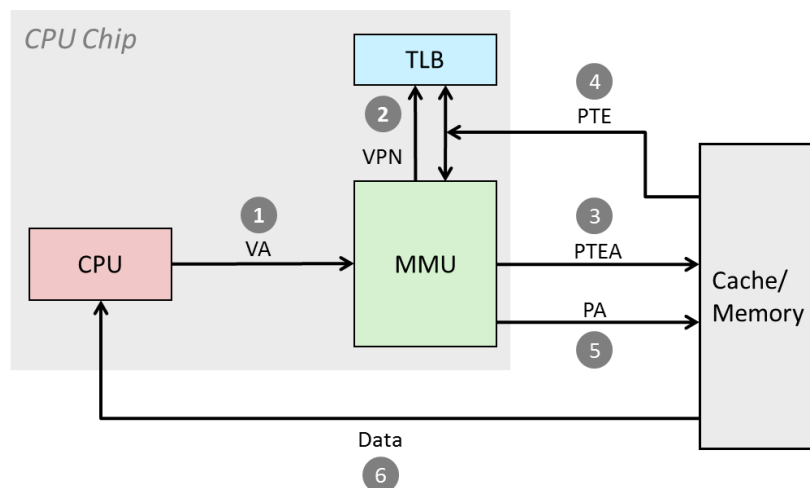 CPU Chip
TLB
4
2
PTE
VPN
1
3
VA
PTEA
CPU
MMU
Cache/
Memory
PA
5
Data
6